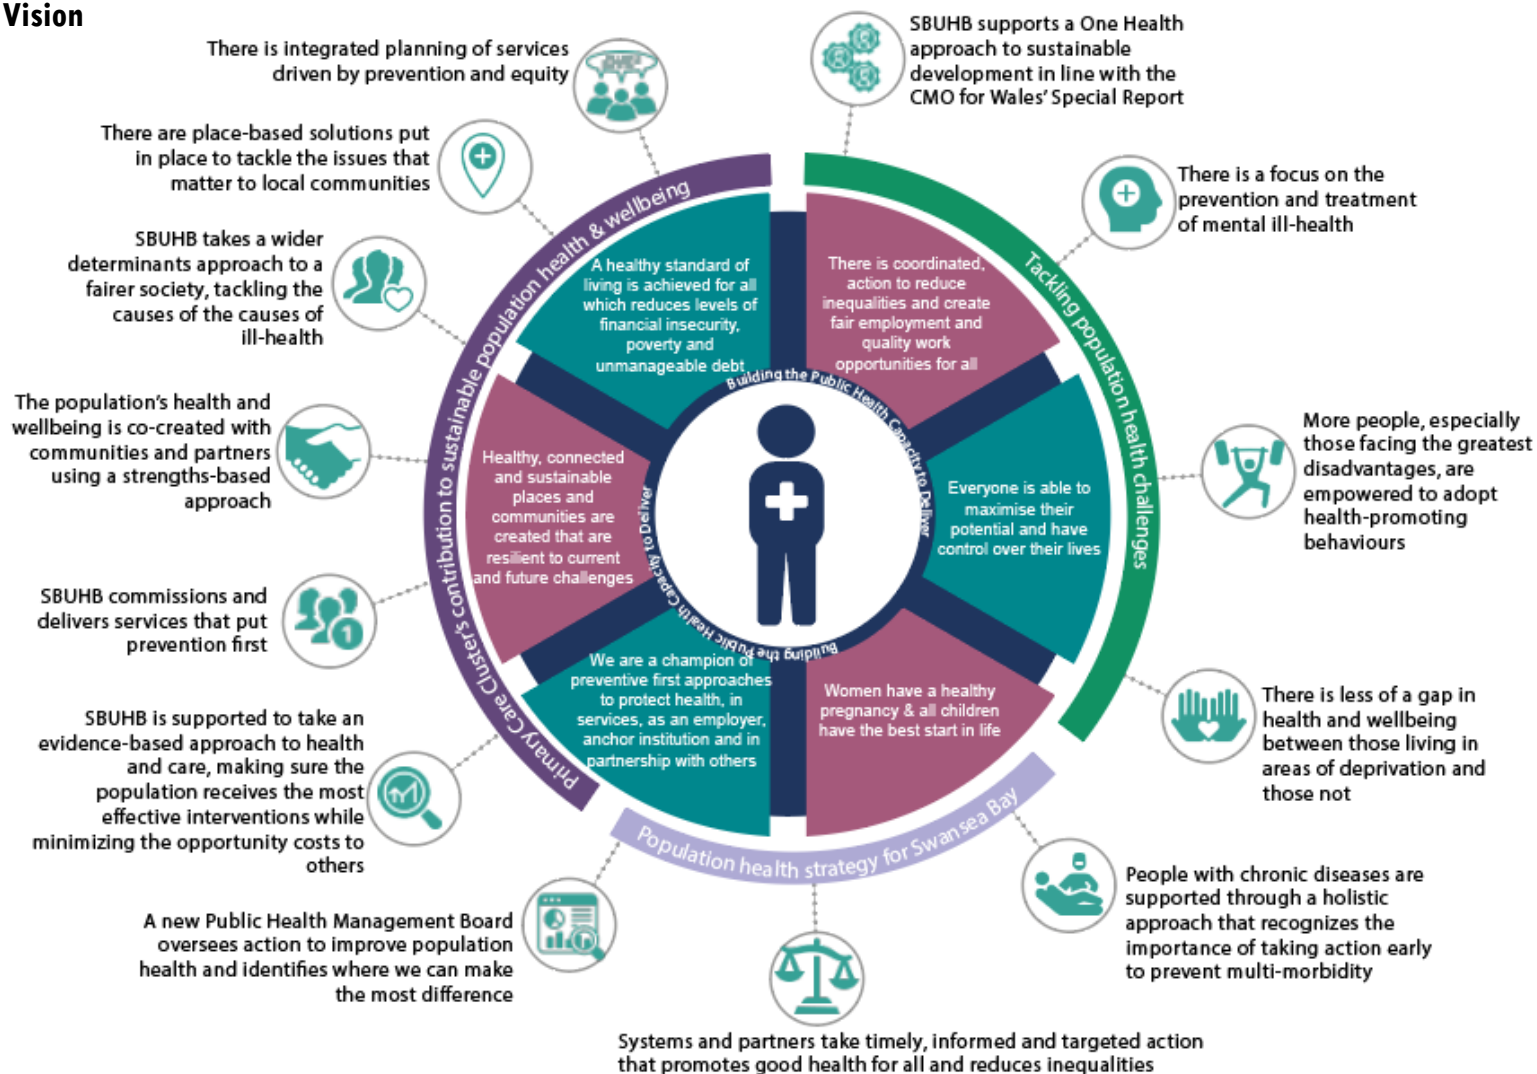 Vision
There is integrated planning of services
driven by prevention and equity
There are place-based solutions put
in place to tackle the issues that
matter to local communities
SBUHB takes a wider
determinants approach to a
fairer society, tackling the
causes of the causes of
ill-health
The population’s health and
wellbeing is co-created with
communities and partners
using a strengths-based
approach
SBUHB commissions and
delivers services that put
prevention first
1
SBUHB is supported to take an
evidence-based approach to health
and care, making sure the
population receives the most
effective interventions while
minimizing the opportunity costs to
others
A new Public Health Management Board
oversees action to improve population
health and identifies where we can make
the most difference
Systems and partners take timely, informed and targeted action
that promotes good health for all and reduces inequalities
SBUHB supports a One Health
approach to sustainable
development in line with the
CMO for Wales’ Special Report
There is a focus on the
prevention and treatment
of mental ill-health
More people, especially
those facing the greatest
disadvantages, are
empowered to adopt
health-promoting
behaviours
There is less of a gap in
health and wellbeing
between those living in
areas of deprivation and
those not
People with chronic diseases are
supported through a holistic
approach that recognizes the
importance of taking action early
to prevent multi-morbidity
Primary Care Cluster’s contribution to sustainable population health & wellbeing
Tackling population health challenges
Population health strategy for Swansea Bay
A healthy standard of
living is achieved for all
which reduces levels of
financial insecurity,
poverty and
unmanageable debt
There is coordinated,
action to reduce
inequalities and create
fair employment and
quality work
opportunities for all
Healthy, connected
and sustainable
places and
communities are
created that are
resilient to current
and future challenges
Everyone is able to
maximise their
potential and have
control over their lives
We are a champion of
preventive first approaches
to protect health, in
services, as an employer,
anchor institution and in
partnership with others
Women have a healthy
pregnancy & all children
have the best start in life
Building the Public Health Capacity to Deliver
Building the Public Health Capacity to Deliver